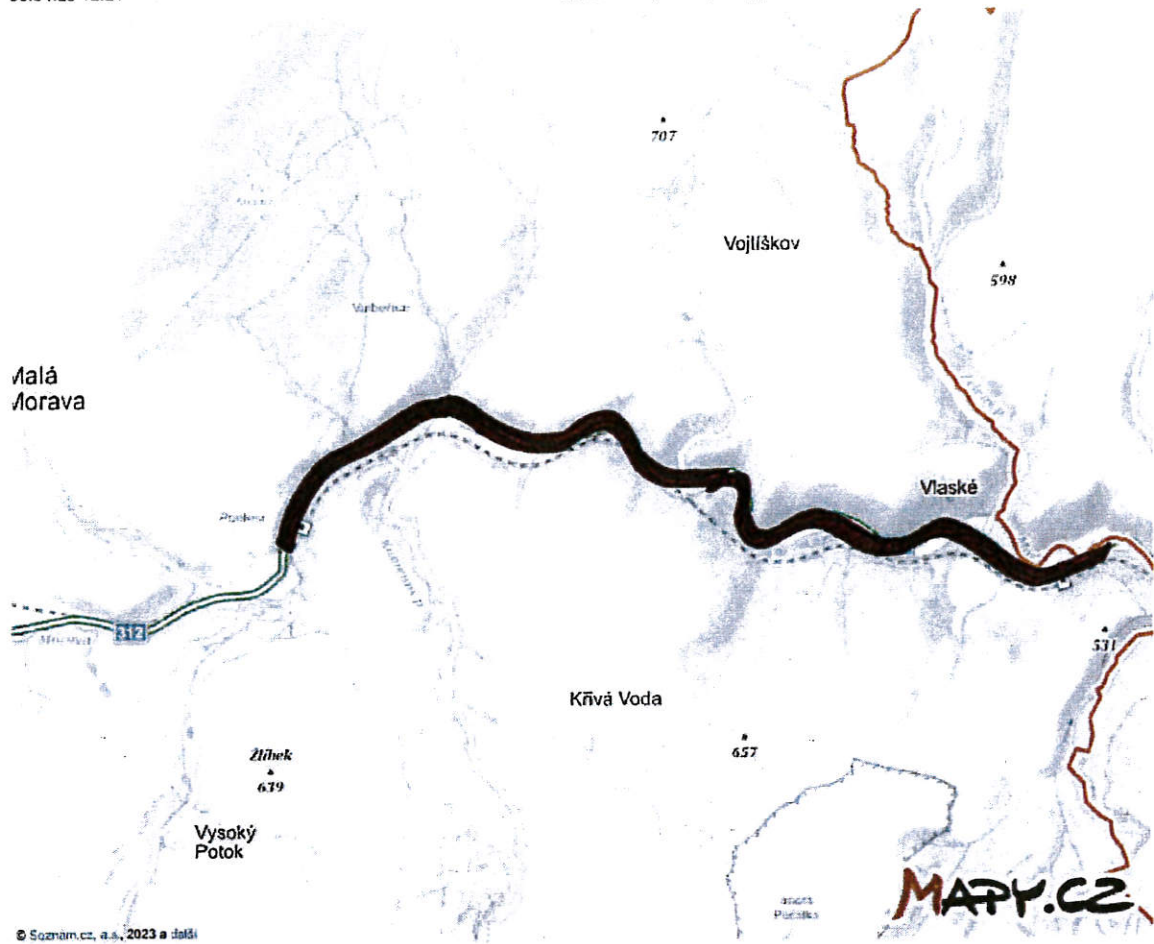 707
Vojlíškov
598
Malá
Morava
Vlaské
312
531
Křivá Voda
657
Žlíbek
639
Vysoký
Potok
MAPY.CZ
© Seznam.cz, a.s., 2023 a další